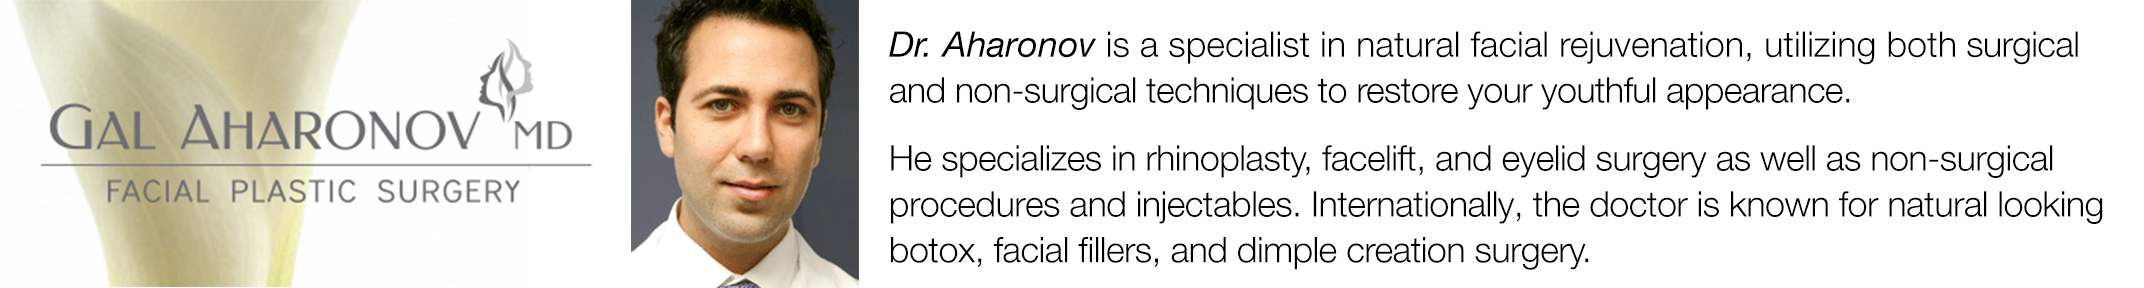 GAL AHARONOV MD
FACIAL PLASTIC SURGERY
Dr. Aharonov is a specialist in natural facial rejuvenation, utilizing both surgical
and non-surgical techniques to restore your youthful appearance.
He specializes in rhinoplasty, facelift, and eyelid surgery as well as non-surgical
procedures and injectables. Internationally, the doctor is known for natural looking
botox, facial fillers, and dimple creation surgery.